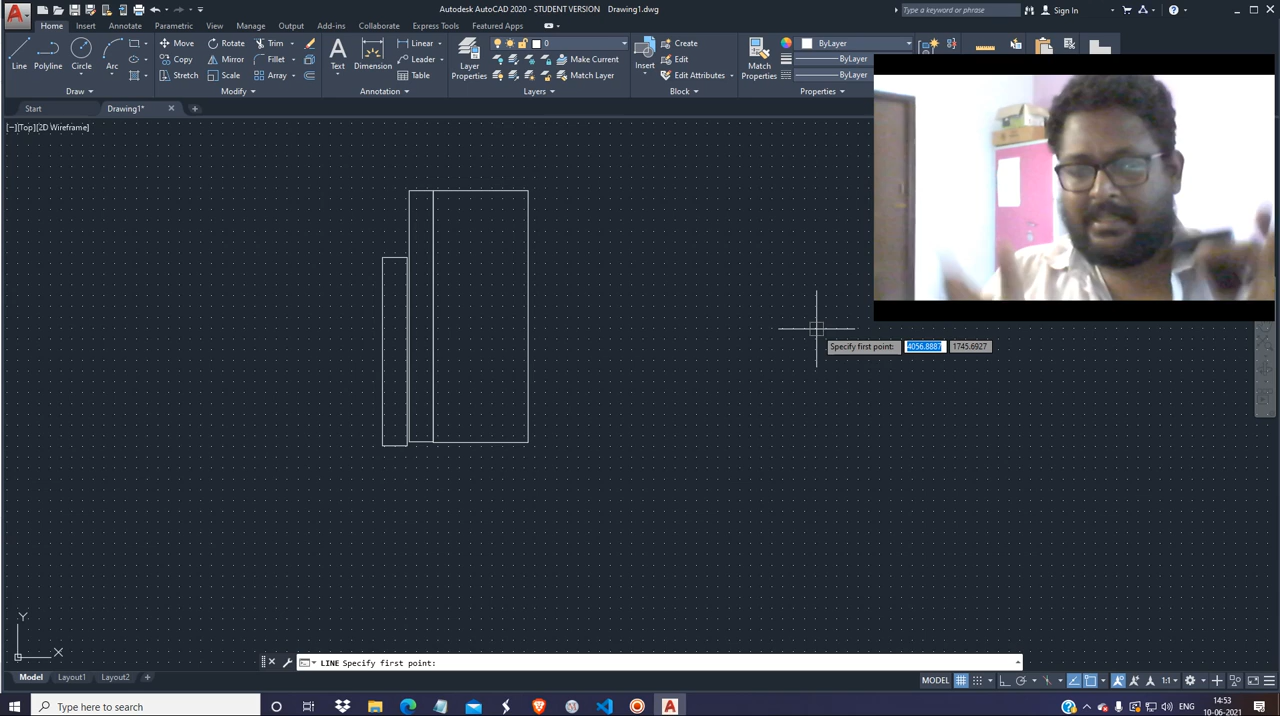 Autodesk AutoCAD 2020 - STUDENT VERSION Drawing1.dwg
Type a keyword or phrase
Sign In
Home Insert Annotate Parametric View Manage Output Add-ins Collaborate Express Tools Featured Apps
Line Polyline Circle Arc
Move Rotate Trim
Copy Mirror Fillet
Stretch Scale Array
Text Dimension
Linear
Leader
Table
Layer Properties
0
Make Current
Match Layer
Insert
Create
Edit
Edit Attributes
Match Properties
ByLayer
ByLayer
ByLayer
Draw Modify Annotation Layers Block Properties
Start Drawing1*
[−][Top][2D Wireframe]
Specify first point: 4056.8887 1745.6927
Y
X
LINE Specify first point:
Model Layout1 Layout2
MODEL 1:1
Type here to search
14:53
10-06-2021